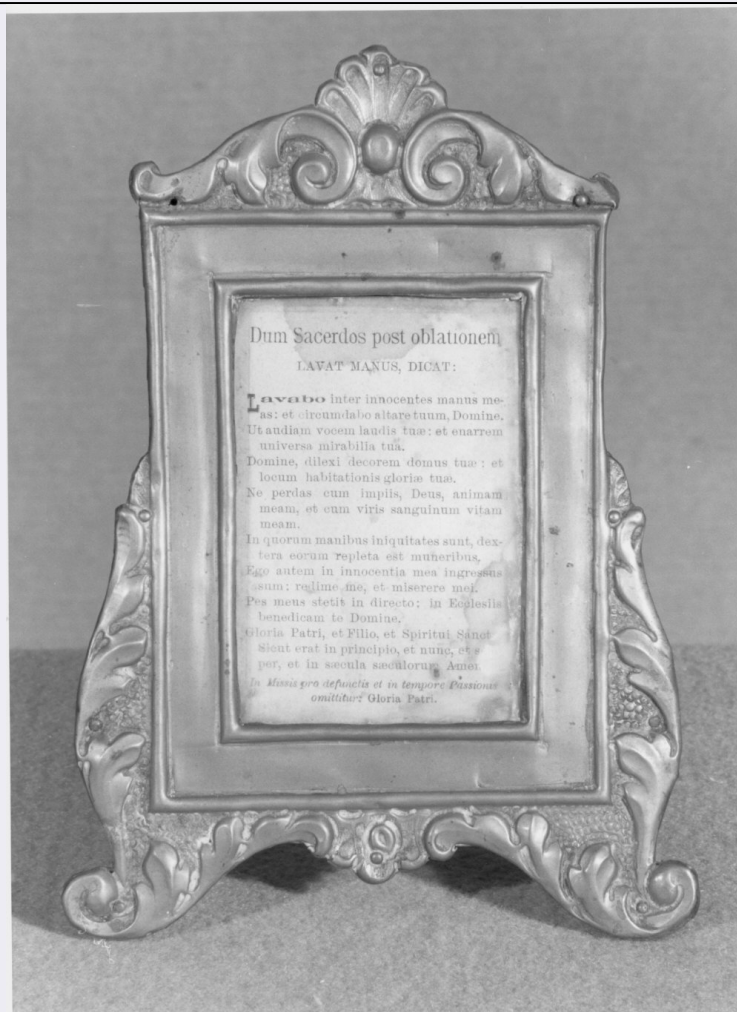 Dum Sacerdos post oblationem
LAVAT MANUS, DICAT:
Lavabo inter innocentes manus me-
as: et circumdabo altare tuum, Domine.
Ut audiam vocem laudis tuæ: et enarrem
universa mirabilia tua.
Domine, dilexi decorem domus tuæ: et
locum habitationis gloriæ tuæ.
Ne perdas cum impiis, Deus, animam
meam, et cum viris sanguinum vitam
meam.
In quorum manibus iniquitates sunt, dex-
tera eorum repleta est muneribus.
Ego autem in innocentia mea ingressus
sum: redime me, et miserere mei.
Pes meus stetit in directo: in Ecclesiis
benedicam te Domine.
Gloria Patri, et Filio, et Spiritui Sanct
Sicut erat in principio, et nunc, et s
per, et in sæcula sæculorum. Amen
In Missis pro defunctis et in tempore Passionis
omittitur: Gloria Patri.